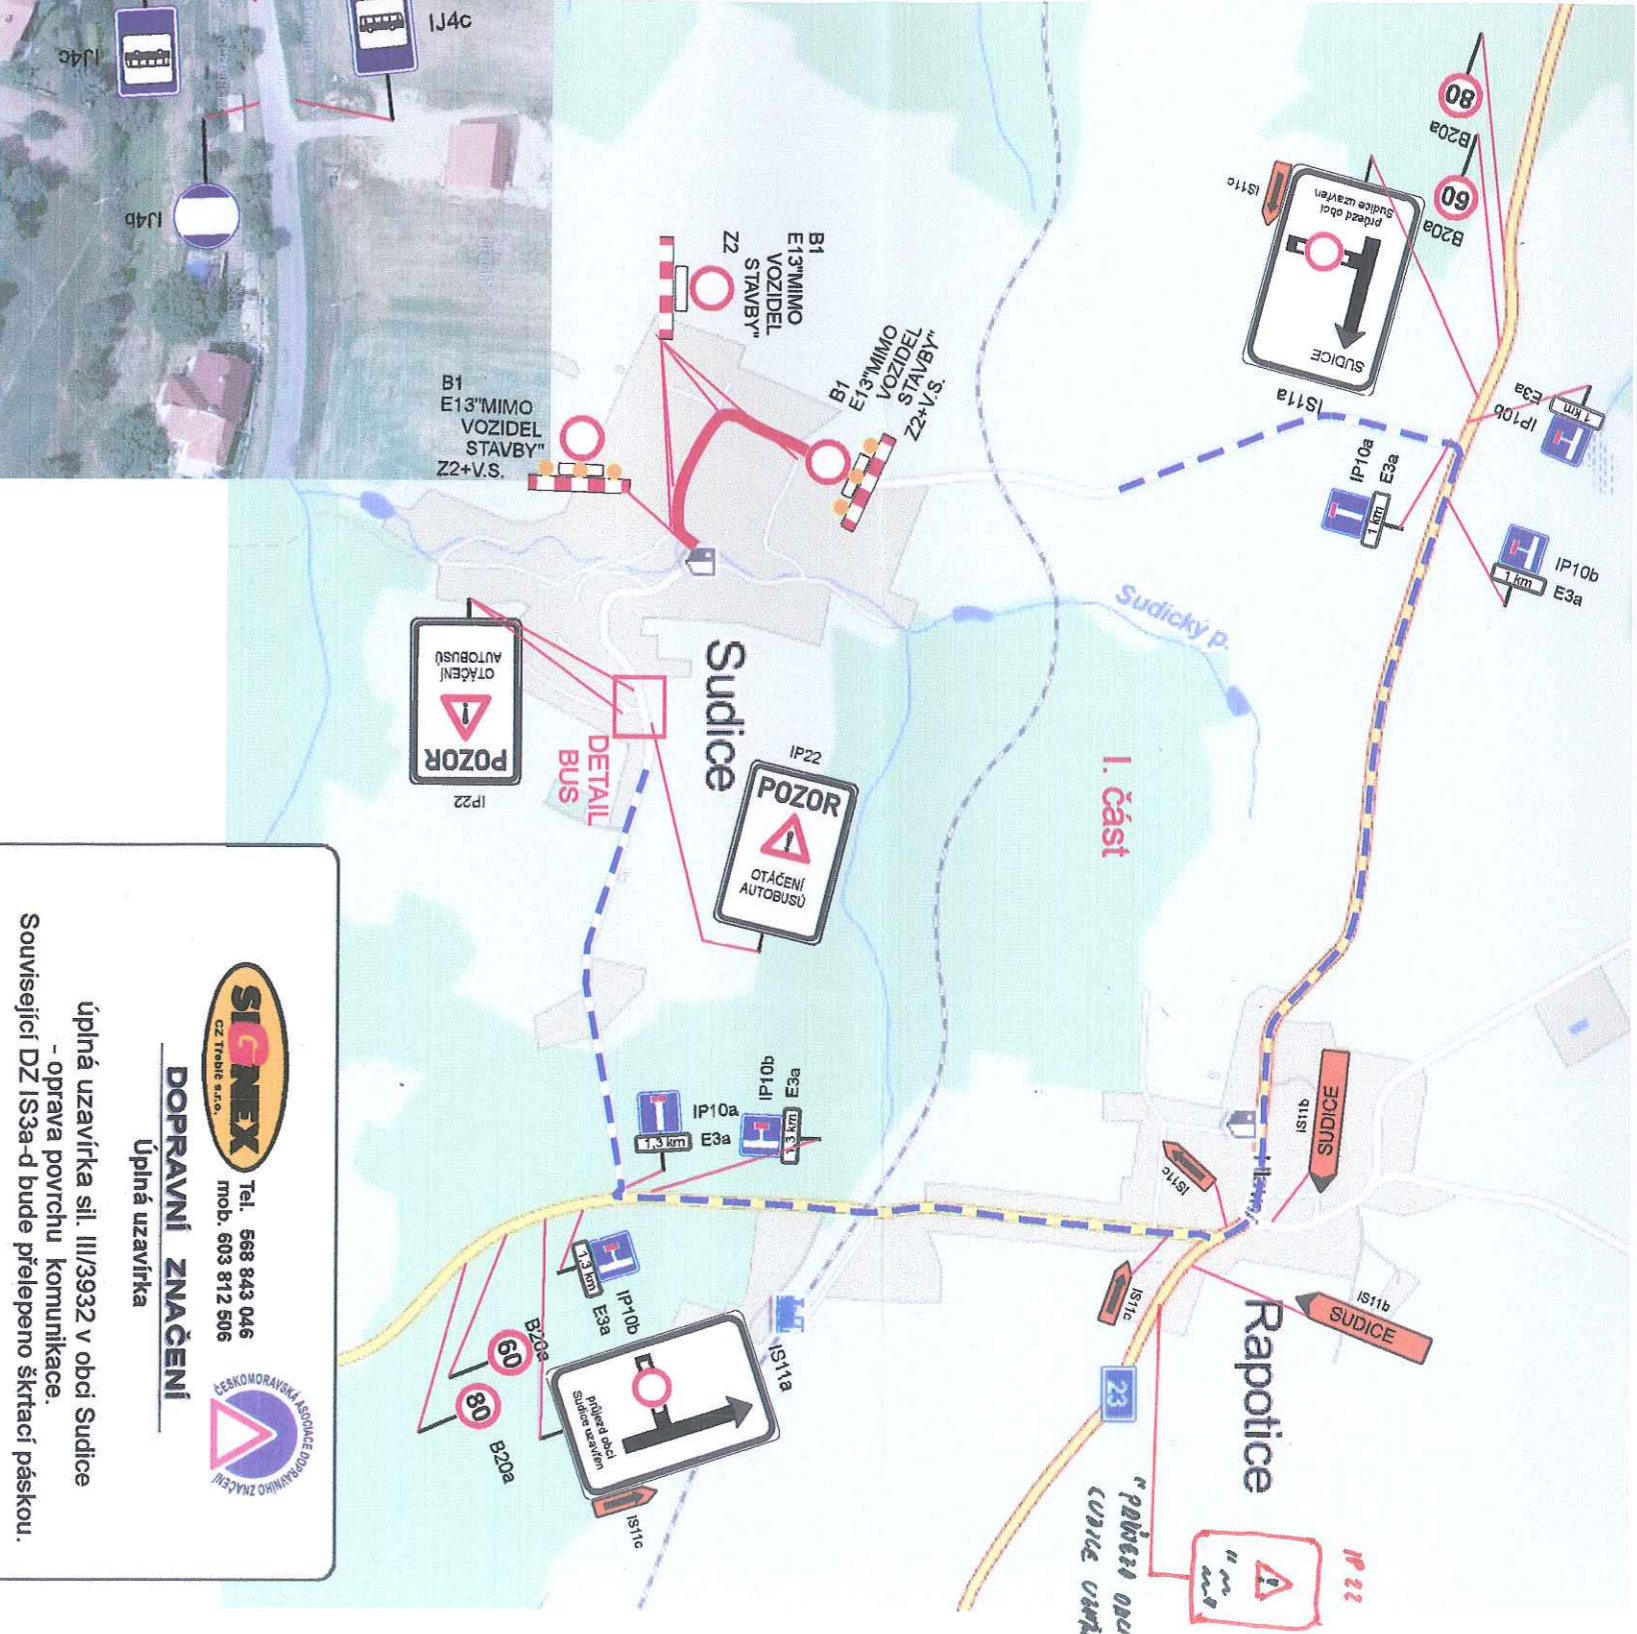 IJ4c
IJ4c
IJ4b
80
B20a
60
B20a
IS11c
průjezd obcí
Sudice uzavřen
SUDICE
IS11a
1 km
E3a
IP10b
IP10a
E3a
1 km
IP10b
E3a
1 km
B1
E13"MIMO
VOZIDEL
STAVBY"
Z2
B1
E13"MIMO
VOZIDEL
STAVBY"
Z2+V.S.
B1
E13"MIMO
VOZIDEL
STAVBY"
Z2+V.S.
Sudický p.
Sudice
POZOR
OTÁČENÍ
AUTOBUSŮ
IP22
DETAIL
BUS
IP22
POZOR
OTÁČENÍ
AUTOBUSŮ
I. část
IS11b
SUDICE
IS11c
IS11b
SUDICE
IS11c
Rapotice
23
IP10a
E3a
1,3 km
IP10b
E3a
1,3 km
IP10b
E3a
1,3 km
B20a
60
80
B20a
IS11a
průjezd obcí
Sudice uzavřen
IS11c
IP 22
SIGNEX
CZ Třebíč s.r.o.
Tel. 568 843 046
mob. 603 812 506
ČESKOMORAVSKÁ ASOCIACE DOPRAVNÍHO ZNAČENÍ
DOPRAVNÍ ZNAČENÍ
Úplná uzavírka
úplná uzavírka sil. III/3932 v obci Sudice
- oprava povrchu komunikace.
Související DZ IS3a-d bude přelepeno škrtací páskou.